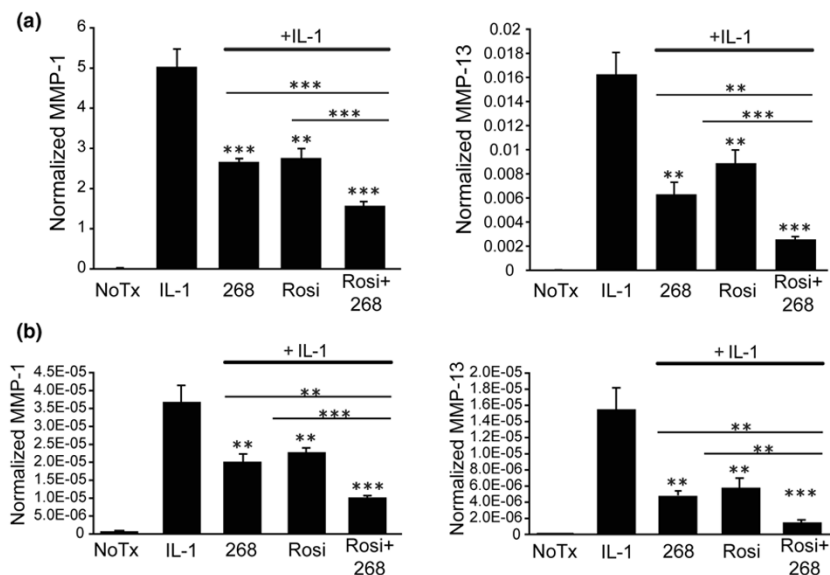 (a)
+IL-1
***
***
***
**
***
Normalized MMP-1
6
5
4
3
2
1
0
NoTx IL-1 268 Rosi Rosi+
268
+IL-1
**
***
**
**
***
Normalized MMP-13
0.02
0.018
0.016
0.014
0.012
0.010
0.008
0.006
0.004
0.002
0
NoTx IL-1 268 Rosi Rosi+
268
(b)
+ IL-1
**
***
**
**
***
Normalized MMP-1
4.5E-05
4.0E-05
3.5E-05
3.0E-05
2.5E-05
2.0E-05
1.5E-05
1.0E-05
5.0E-06
0.0E-00
NoTx IL-1 268 Rosi Rosi+
268
+ IL-1
**
**
**
**
***
Normalized MMP-13
2.0E-05
1.8E-05
1.6E-05
1.4E-05
1.2E-05
1.0E-05
8.0E-06
6.0E-06
4.0E-06
2.0E-06
0.0E-00
NoTx IL-1 268 Rosi Rosi+
268